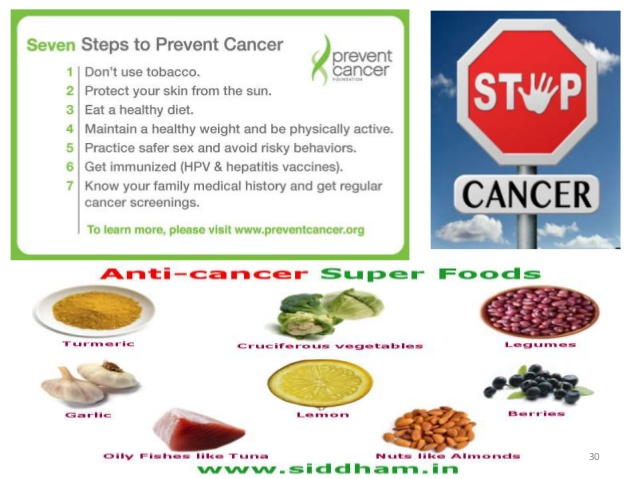 Seven Steps to Prevent Cancer
prevent
cancer
FOUNDATION
1 Don't use tobacco.
2 Protect your skin from the sun.
3 Eat a healthy diet.
4 Maintain a healthy weight and be physically active.
5 Practice safer sex and avoid risky behaviors.
6 Get immunized (HPV & hepatitis vaccines).
7 Know your family medical history and get regular
cancer screenings.
To learn more, please visit www.preventcancer.org
STOP
CANCER
Anti-cancer Super Foods
Turmeric
Cruciferous vegetables
Legumes
Garlic
Lemon
Berries
Oily Fishes like Tuna
Nuts like Almonds
www.siddham.in
30